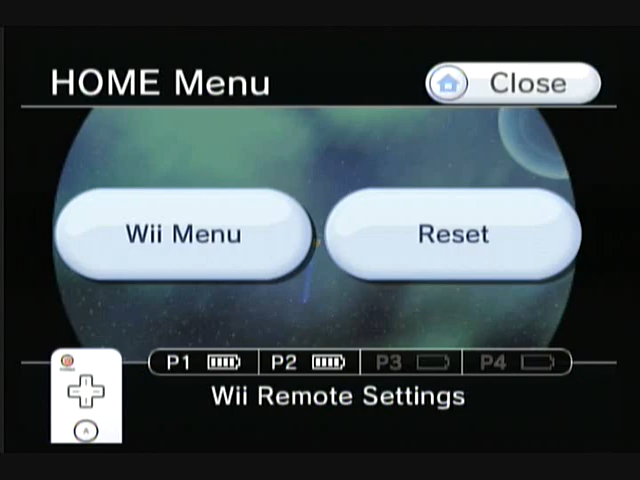 HOME Menu
Close
Wii Menu
Reset
P1 P2 P3 P4
Wii Remote Settings
A